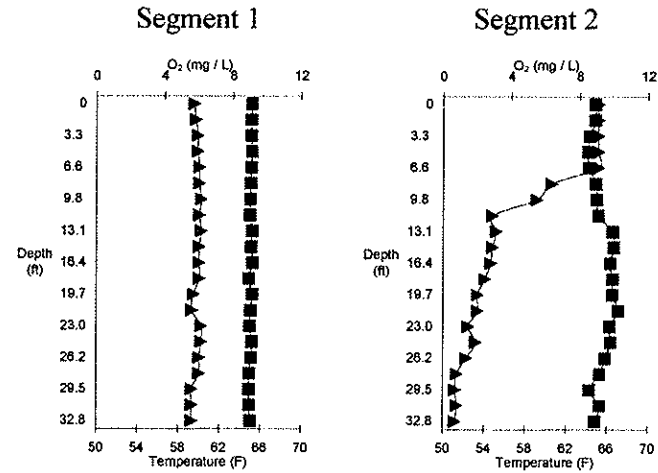 Segment 1
O₂ (mg / L)
0 4 8 12
0
3.3
6.6
9.8
13.1
16.4
19.7
23.0
26.2
29.5
32.8
Depth
(ft)
50 54 58 62 66 70
Temperature (F)
Segment 2
O₂ (mg / L)
0 4 8 12
0
3.3
6.6
9.8
13.1
16.4
19.7
23.0
26.2
29.5
32.8
Depth
(ft)
50 54 58 62 66 70
Temperature (F)